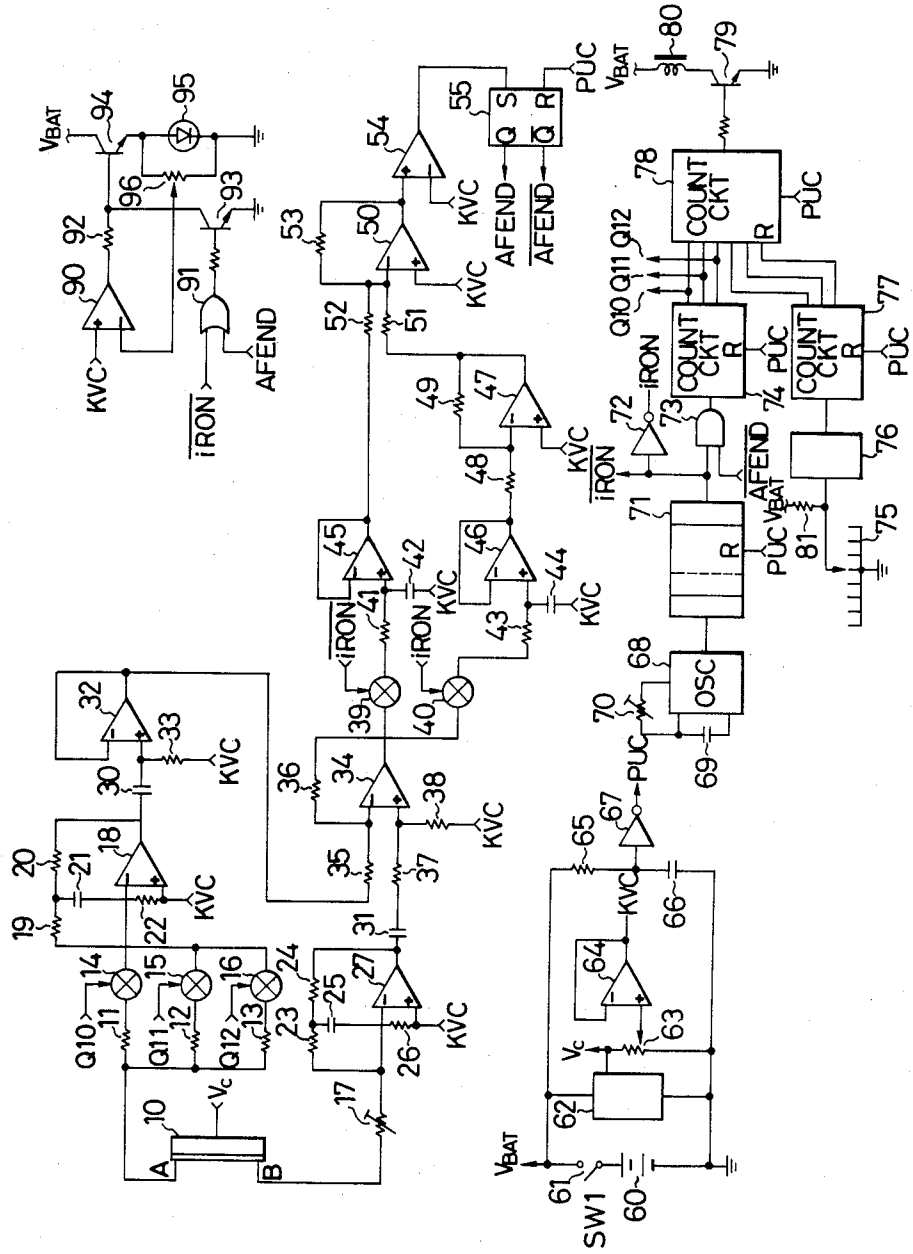 VBAT
94
95
96
93
90
92
91
KVC
iRON
AFEND
53
50
54
55
S
R
Q
Q
PUC
AFEND
AFEND
KVC
KVC
52
51
45
42
41
iRON
KVC
49
47
48
KVC
46
44
43
iRON
KVC
39
40
32
33
30
KVC
36
34
35
37
38
KVC
20
21
18
19
22
KVC
14
15
16
Q10
Q11
Q12
11
12
13
24
25
23
26
27
31
KVC
17
10
A
B
Vc
VBAT
80
79
78
COUNT CKT
R
PUC
Q10
Q11
Q12
COUNT CKT
R
74
PUC
77
COUNT CKT
R
PUC
iRON
72
73
iRON
AFEND
71
R
PUC
VBAT
81
76
75
68
OSC
70
69
PUC
67
65
66
KVC
64
63
Vc
62
VBAT
61
SW1
60